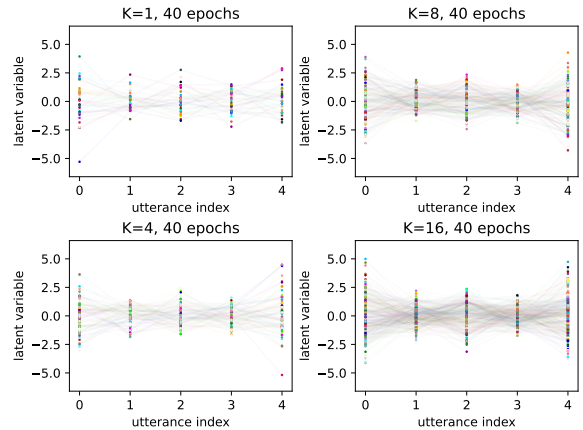 K=1, 40 epochs
5.0
2.5
0.0
−2.5
−5.0
latent variable
0 1 2 3 4
utterance index
K=8, 40 epochs
5.0
2.5
0.0
−2.5
−5.0
latent variable
0 1 2 3 4
utterance index
K=4, 40 epochs
5.0
2.5
0.0
−2.5
−5.0
latent variable
0 1 2 3 4
utterance index
K=16, 40 epochs
5.0
2.5
0.0
−2.5
−5.0
latent variable
0 1 2 3 4
utterance index